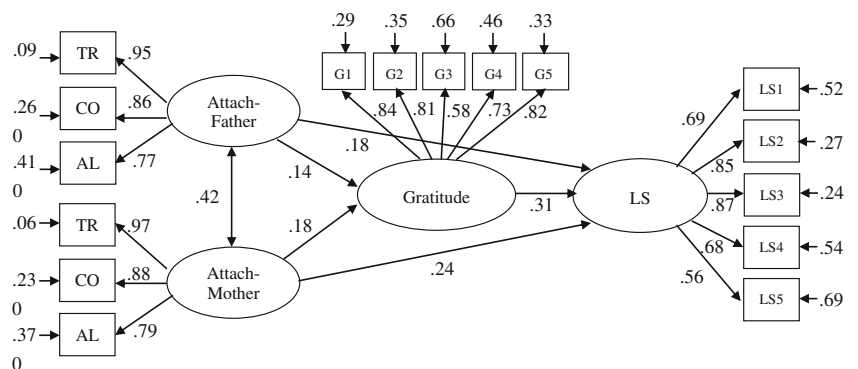 .29 .35 .66 .46 .33
G1 G2 G3 G4 G5
.84 .81 .58 .73 .82
.09 TR .95
.26 CO .86
0
.41 AL .77
0
Attach-
Father
.42
.06 TR .97
.23 CO .88
0
.37 AL .79
0
Attach-
Mother
.18
.14
.18
.24
Gratitude
.31
LS
.69 LS1 .52
.85 LS2 .27
.87 LS3 .24
.68 LS4 .54
.56 LS5 .69